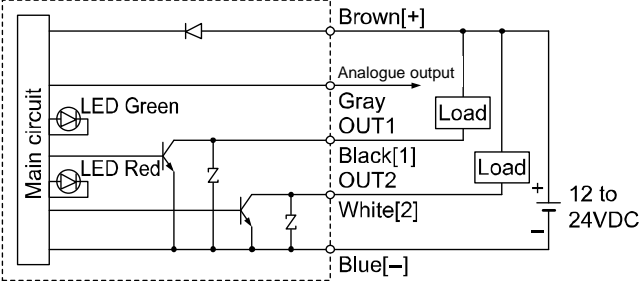 Brown[+]
Analogue output
Gray
LED Green
Load
OUT1
Main circuit
Black[1]
LED Red
Load
OUT2
White[2]
+
12 to
24VDC
−
Blue[−]